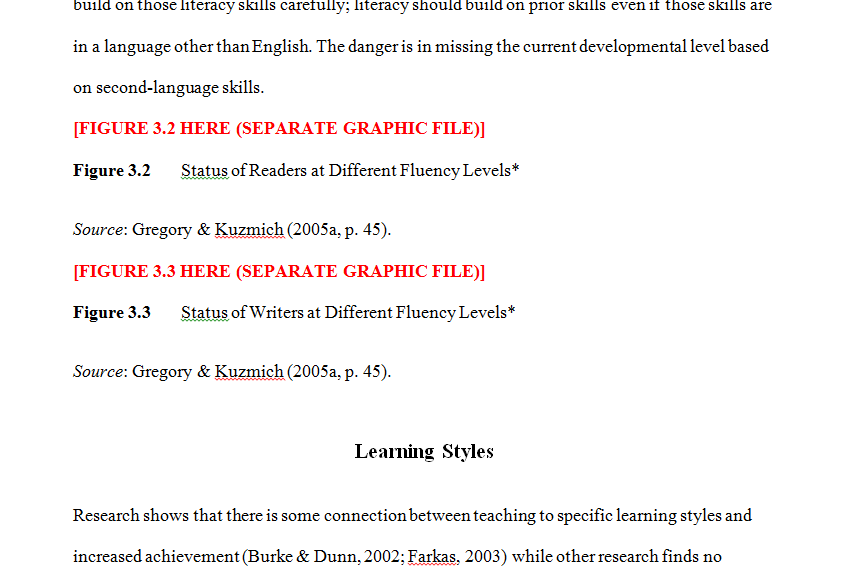 build on those literacy skills carefully; literacy should build on prior skills even if those skills are
in a language other than English. The danger is in missing the current developmental level based
on second-language skills.
[FIGURE 3.2 HERE (SEPARATE GRAPHIC FILE)]
Figure 3.2 Status of Readers at Different Fluency Levels*
Source: Gregory & Kuzmich (2005a, p. 45).
[FIGURE 3.3 HERE (SEPARATE GRAPHIC FILE)]
Figure 3.3 Status of Writers at Different Fluency Levels*
Source: Gregory & Kuzmich (2005a, p. 45).
Learning Styles
Research shows that there is some connection between teaching to specific learning styles and
increased achievement (Burke & Dunn, 2002; Farkas, 2003) while other research finds no